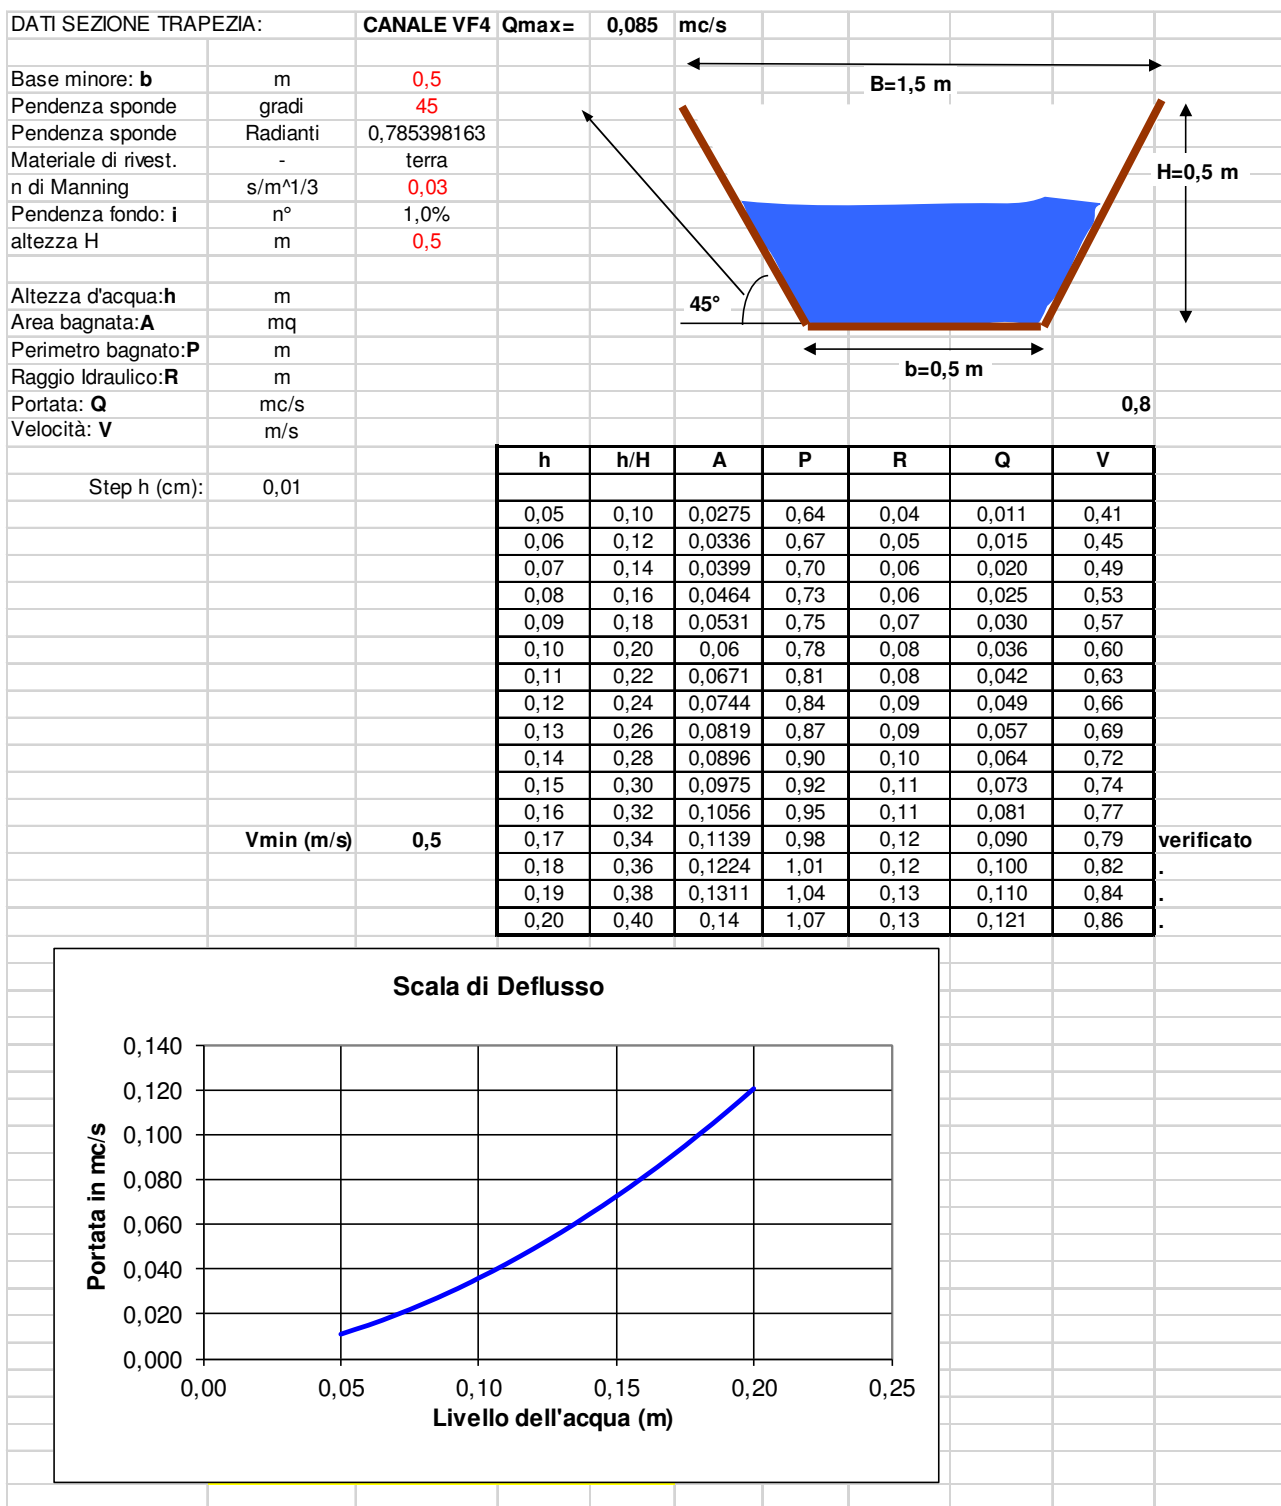 DATI SEZIONE TRAPEZIA: CANALE VF4 Qmax= 0,085 mc/s
Base minore: b m 0,5
Pendenza sponde gradi 45
Pendenza sponde Radianti 0,785398163
Materiale di rivest. - terra
n di Manning s/m^1/3 0,03
Pendenza fondo: i n° 1,0%
altezza H m 0,5
B=1,5 m
H=0,5 m
45°
b=0,5 m
Altezza d'acqua:h m
Area bagnata:A mq
Perimetro bagnato:P m
Raggio Idraulico:R m
Portata: Q mc/s 0,8
Velocità: V m/s
h h/H A P R Q V
Step h (cm): 0,01
0,05 0,10 0,0275 0,64 0,04 0,011 0,41
0,06 0,12 0,0336 0,67 0,05 0,015 0,45
0,07 0,14 0,0399 0,70 0,06 0,020 0,49
0,08 0,16 0,0464 0,73 0,06 0,025 0,53
0,09 0,18 0,0531 0,75 0,07 0,030 0,57
0,10 0,20 0,06 0,78 0,08 0,036 0,60
0,11 0,22 0,0671 0,81 0,08 0,042 0,63
0,12 0,24 0,0744 0,84 0,09 0,049 0,66
0,13 0,26 0,0819 0,87 0,09 0,057 0,69
0,14 0,28 0,0896 0,90 0,10 0,064 0,72
0,15 0,30 0,0975 0,92 0,11 0,073 0,74
0,16 0,32 0,1056 0,95 0,11 0,081 0,77
Vmin (m/s) 0,5 0,17 0,34 0,1139 0,98 0,12 0,090 0,79 verificato
0,18 0,36 0,1224 1,01 0,12 0,100 0,82 .
0,19 0,38 0,1311 1,04 0,13 0,110 0,84 .
0,20 0,40 0,14 1,07 0,13 0,121 0,86 .
Scala di Deflusso
Portata in mc/s
0,140
0,120
0,100
0,080
0,060
0,040
0,020
0,000
0,00 0,05 0,10 0,15 0,20 0,25
Livello dell'acqua (m)